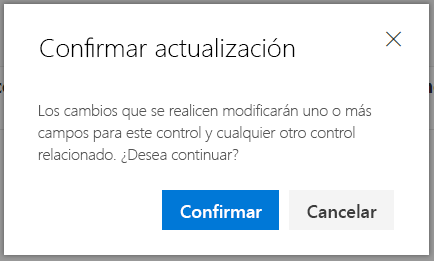 Confirmar actualización
Los cambios que se realicen modificarán uno o más
campos para este control y cualquier otro control
relacionado. ¿Desea continuar?
Confirmar
Cancelar